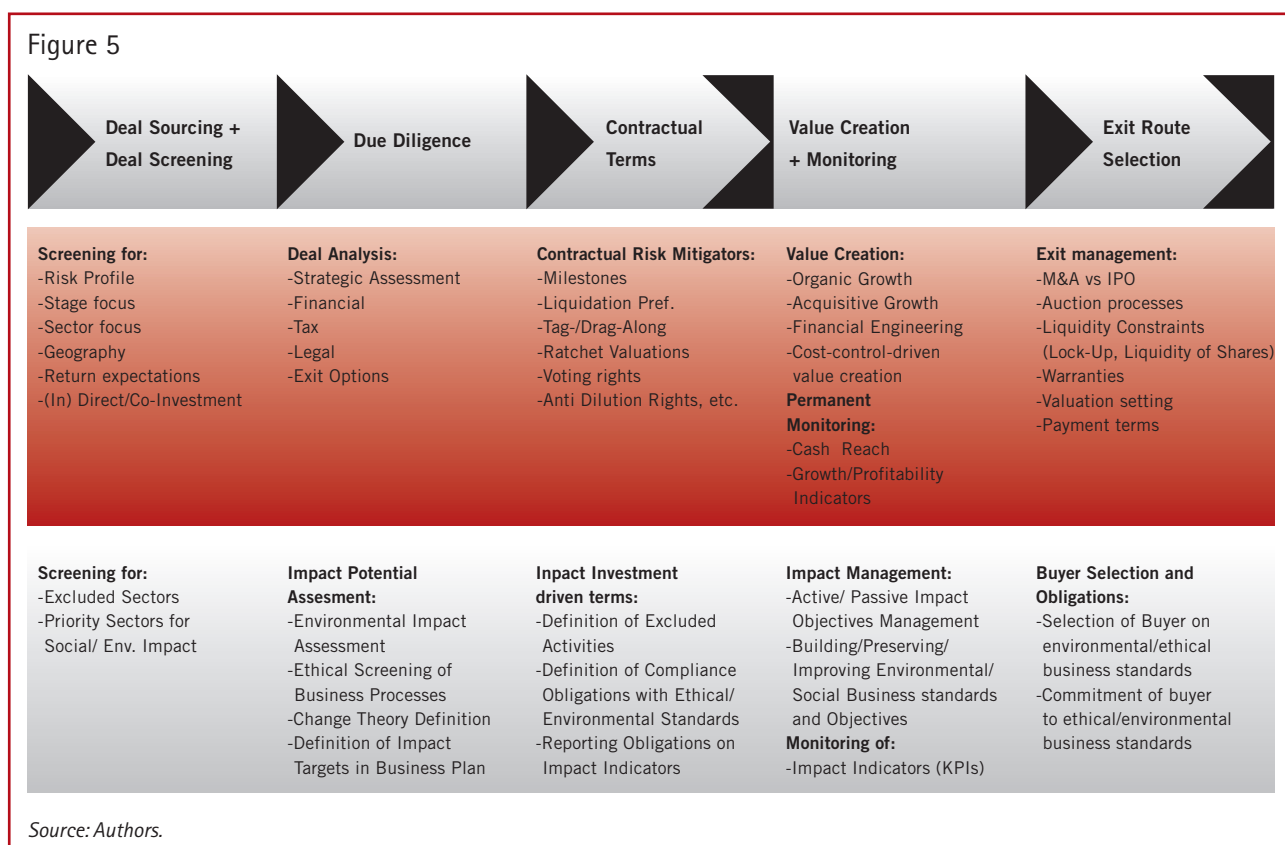 Figure 5
Deal Sourcing +
Deal Screening
Due Diligence
Contractual
Terms
Value Creation
+ Monitoring
Exit Route
Selection
Screening for:
-Risk Profile
-Stage focus
-Sector focus
-Geography
-Return expectations
-(In) Direct/Co-Investment
Deal Analysis:
-Strategic Assessment
-Financial
-Tax
-Legal
-Exit Options
Contractual Risk Mitigators:
-Milestones
-Liquidation Pref.
-Tag-/Drag-Along
-Ratchet Valuations
-Voting rights
-Anti Dilution Rights, etc.
Value Creation:
-Organic Growth
-Acquisitive Growth
-Financial Engineering
-Cost-control-driven
value creation
Permanent
Monitoring:
-Cash Reach
-Growth/Profitability
Indicators
Exit management:
-M&A vs IPO
-Auction processes
-Liquidity Constraints
(Lock-Up, Liquidity of Shares)
-Warranties
-Valuation setting
-Payment terms
Screening for:
-Excluded Sectors
-Priority Sectors for
Social/ Env. Impact
Impact Potential
Assesment:
-Environmental Impact
Assessment
-Ethical Screening of
Business Processes
-Change Theory Definition
-Definition of Impact
Targets in Business Plan
Inpact Investment
driven terms:
-Definition of Excluded
Activities
-Definition of Compliance
Obligations with Ethical/
Environmental Standards
-Reporting Obligations on
Impact Indicators
Impact Management:
-Active/ Passive Impact
Objectives Management
-Building/Preserving/
Improving Environmental/
Social Business standards
and Objectives
Monitoring of:
-Impact Indicators (KPIs)
Buyer Selection and
Obligations:
-Selection of Buyer on
environmental/ethical
business standards
-Commitment of buyer
to ethical/environmental
business standards
Source: Authors.